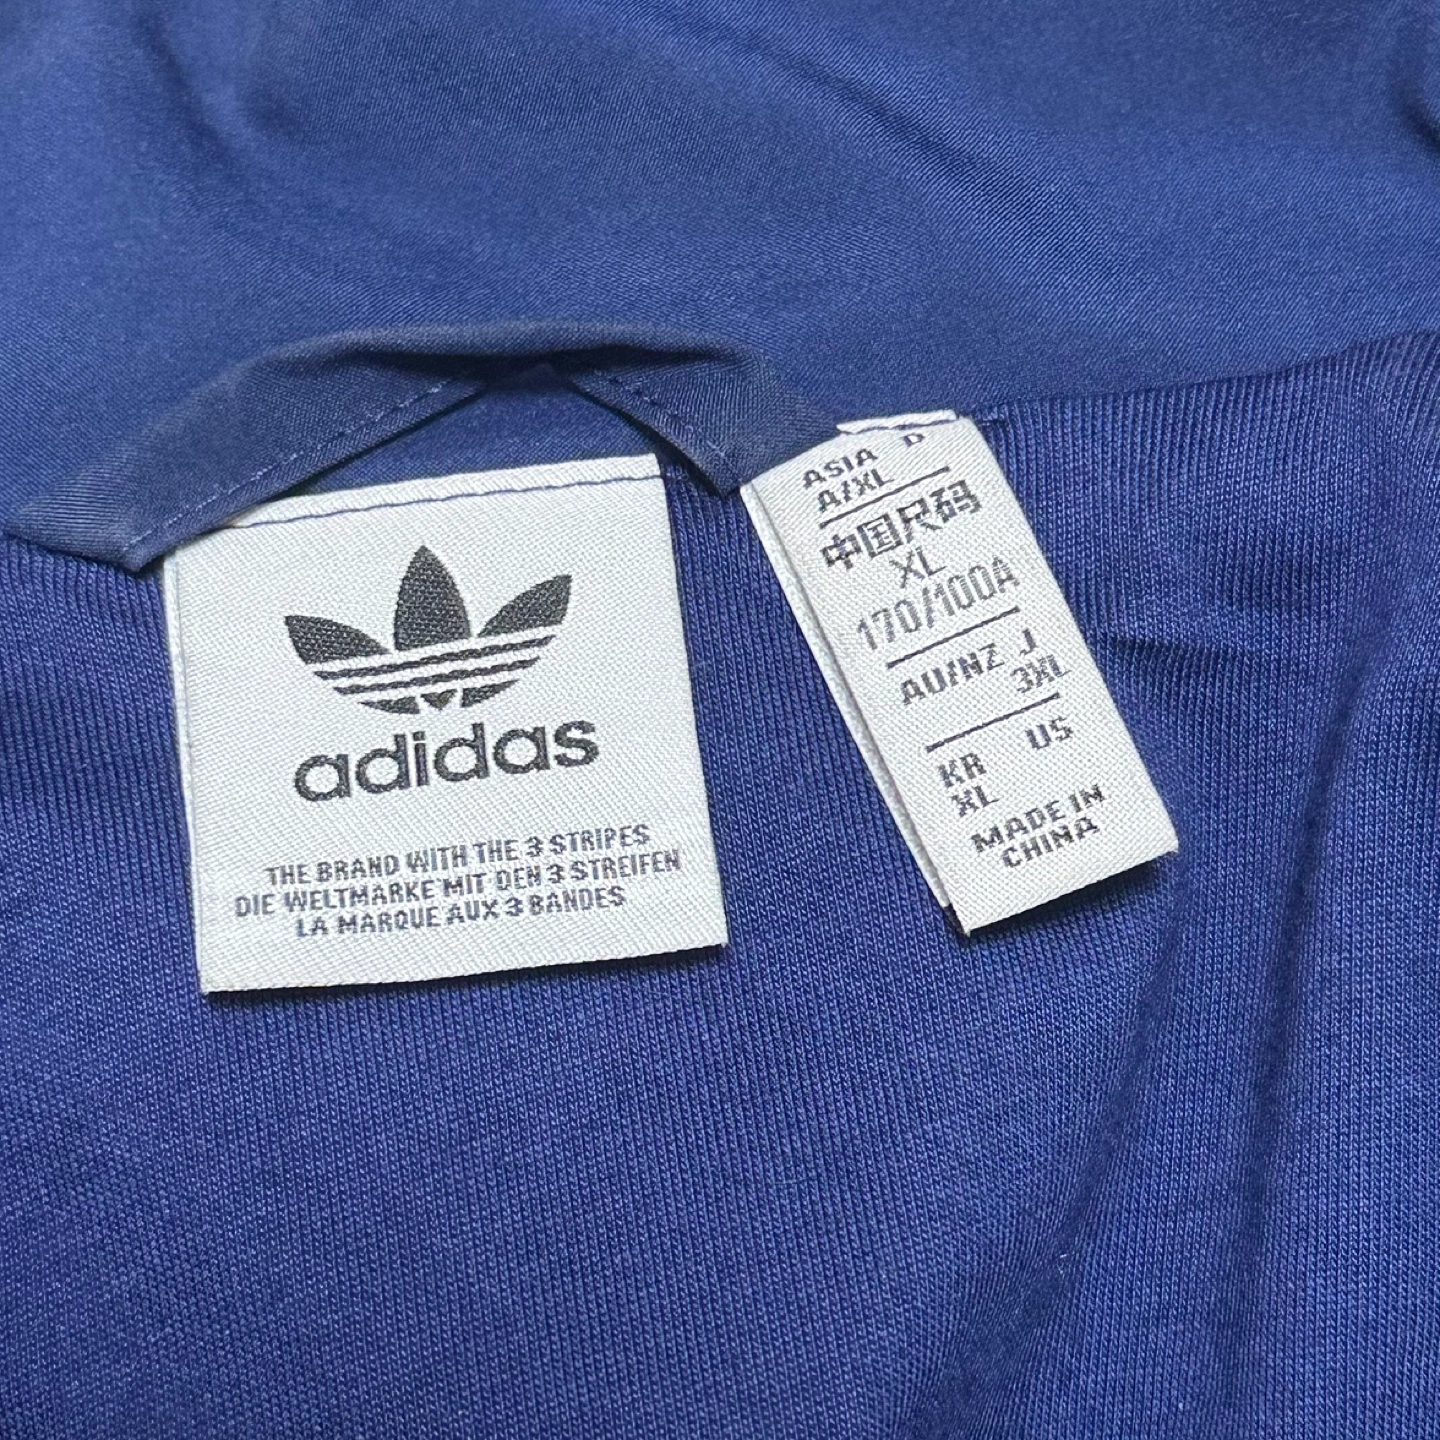 adidas
THE BRAND WITH THE 3 STRIPES
DIE WELTMARKE MIT DEN 3 STREIFEN
LA MARQUE AUX 3 BANDES
ASIA D
A/XL
中国尺码
XL
170/100A
AU/NZ J
3XL
KR US
XL
MADE IN
CHINA